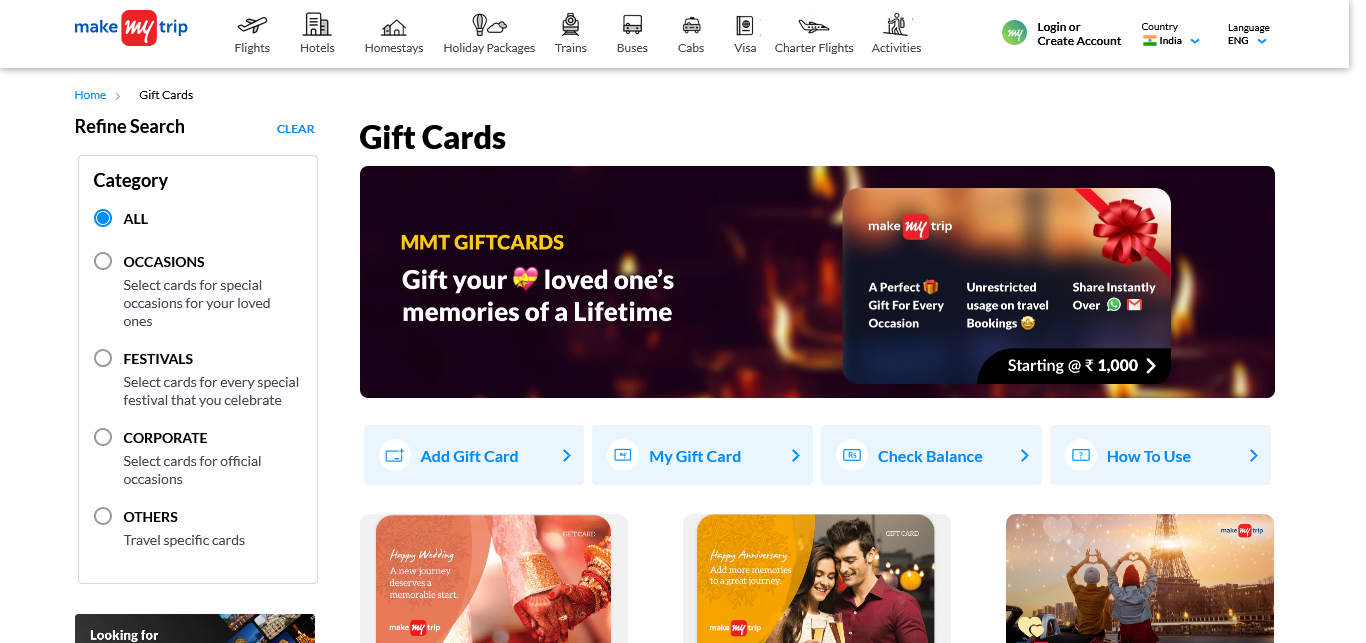 make my trip
Flights
Hotels
Homestays
Holiday Packages
Trains
Buses
Cabs
Visa
Charter Flights
Activities
my
Login or
Create Account
Country
India
Language
ENG
Home
Gift Cards
Refine Search
CLEAR
Category
ALL
OCCASIONS
Select cards for special
occasions for your loved
ones
FESTIVALS
Select cards for every special
festival that you celebrate
CORPORATE
Select cards for official
occasions
OTHERS
Travel specific cards
Looking for
Gift Cards
MMT GIFTCARDS
Gift your 💝 loved one's
memories of a Lifetime
make my trip
A Perfect 🎁
Gift For Every
Occasion
Unrestricted
usage on travel
Bookings 🤩
Share Instantly
Over
Starting @ ₹ 1,000
Add Gift Card
My Gift Card
Check Balance
How To Use
GIFT CARD
Happy Wedding
A new journey
deserves a
memorable start.
make my trip
GIFT CARD
Happy Anniversary
Add more memories
to a great journey.
make my trip
make my trip